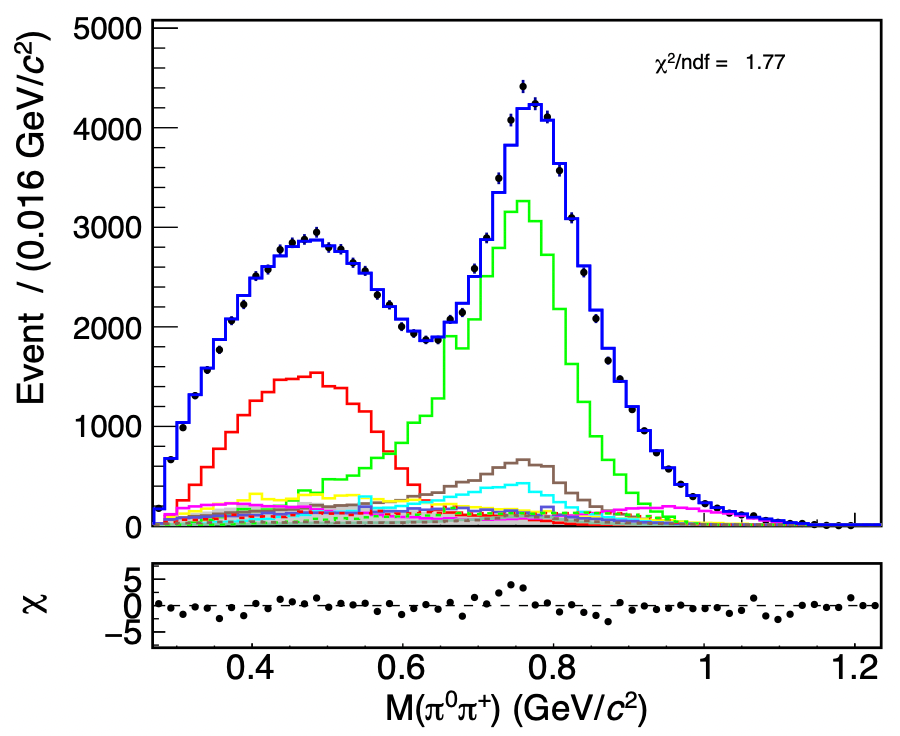 5000
4000
3000
2000
1000
0
Event / (0.016 GeV/c²)
χ²/ndf = 1.77
5
0
−5
χ
0.4 0.6 0.8 1 1.2
M(π⁰π⁺) (GeV/c²)